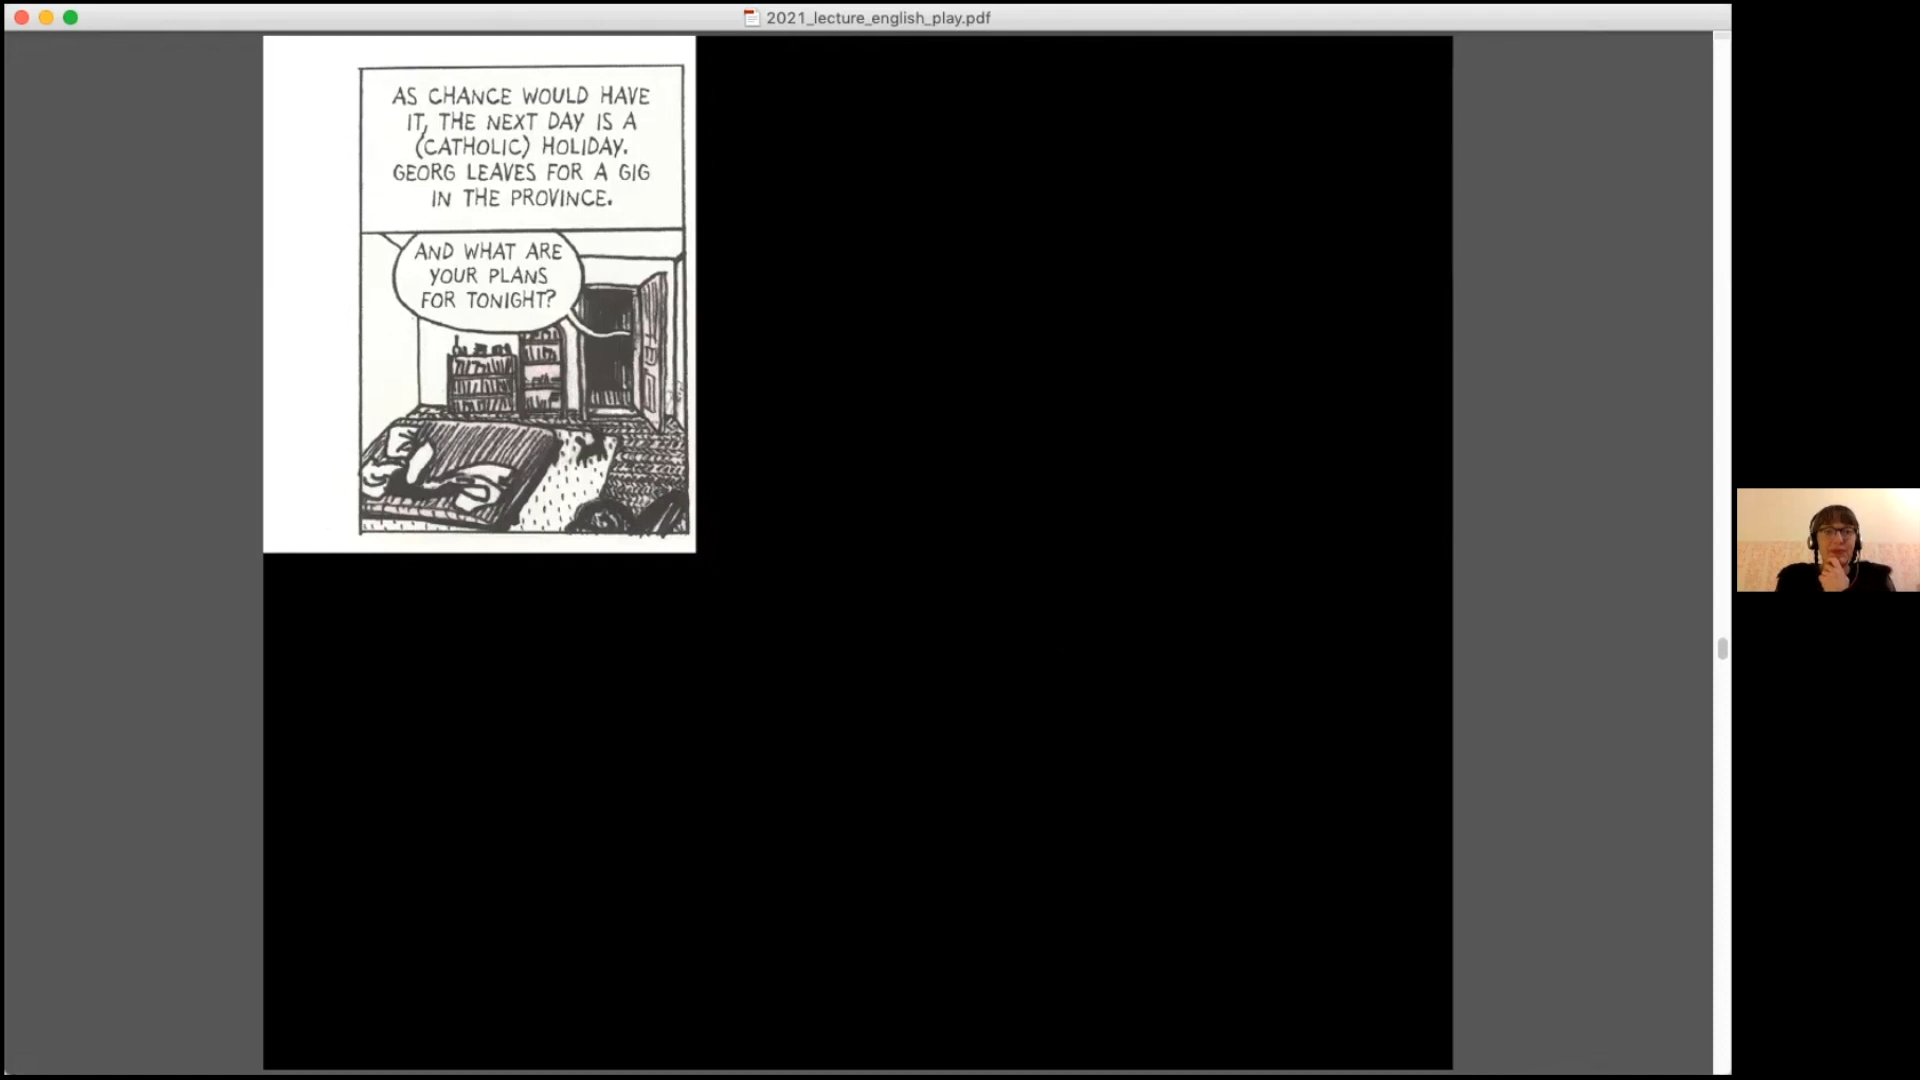 2021_lecture_english_play.pdf
AS CHANCE WOULD HAVE
IT, THE NEXT DAY IS A
(CATHOLIC) HOLIDAY.
GEORG LEAVES FOR A GIG
IN THE PROVINCE.
AND WHAT ARE
YOUR PLANS
FOR TONIGHT?